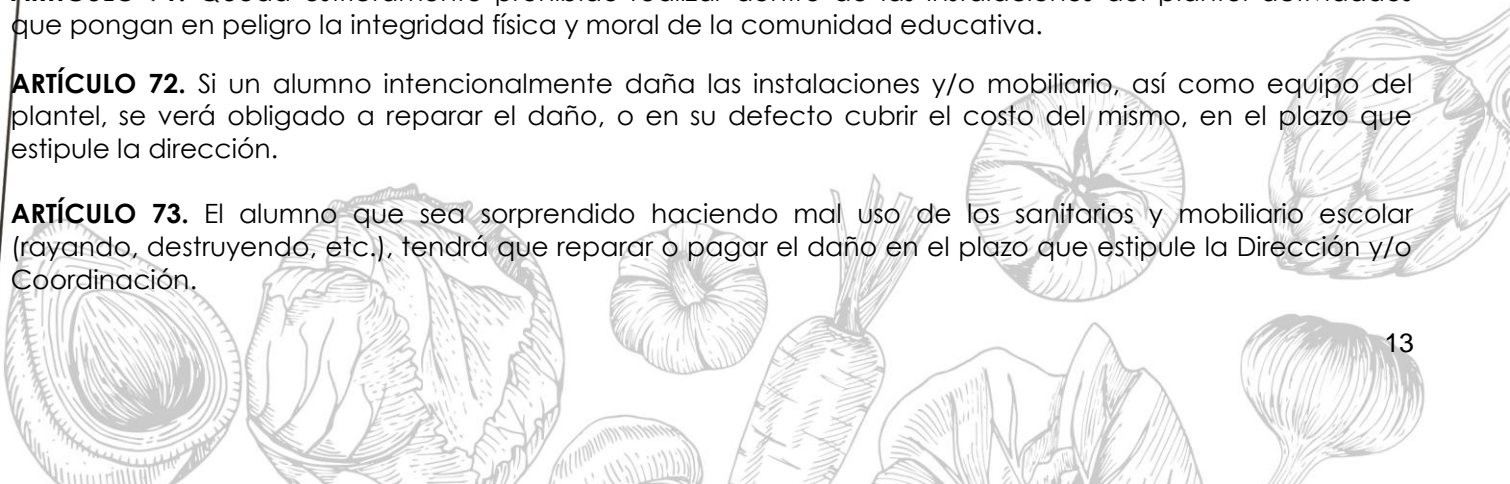 que pongan en peligro la integridad física y moral de la comunidad educativa.
ARTÍCULO 72. Si un alumno intencionalmente daña las instalaciones y/o mobiliario, así como equipo del
plantel, se verá obligado a reparar el daño, o en su defecto cubrir el costo del mismo, en el plazo que
estipule la dirección.
ARTÍCULO 73. El alumno que sea sorprendido haciendo mal uso de los sanitarios y mobiliario escolar
(rayando, destruyendo, etc.), tendrá que reparar o pagar el daño en el plazo que estipule la Dirección y/o
Coordinación.
13